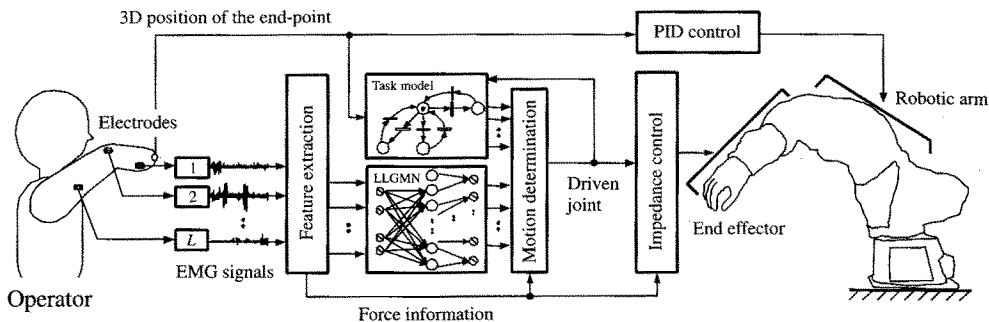 3D position of the end-point
PID control
Task model
Robotic arm
Electrodes
1
2
L
EMG signals
Feature extraction
LLGMN
Motion determination
Driven
joint
Impedance control
End effector
Operator
Force information